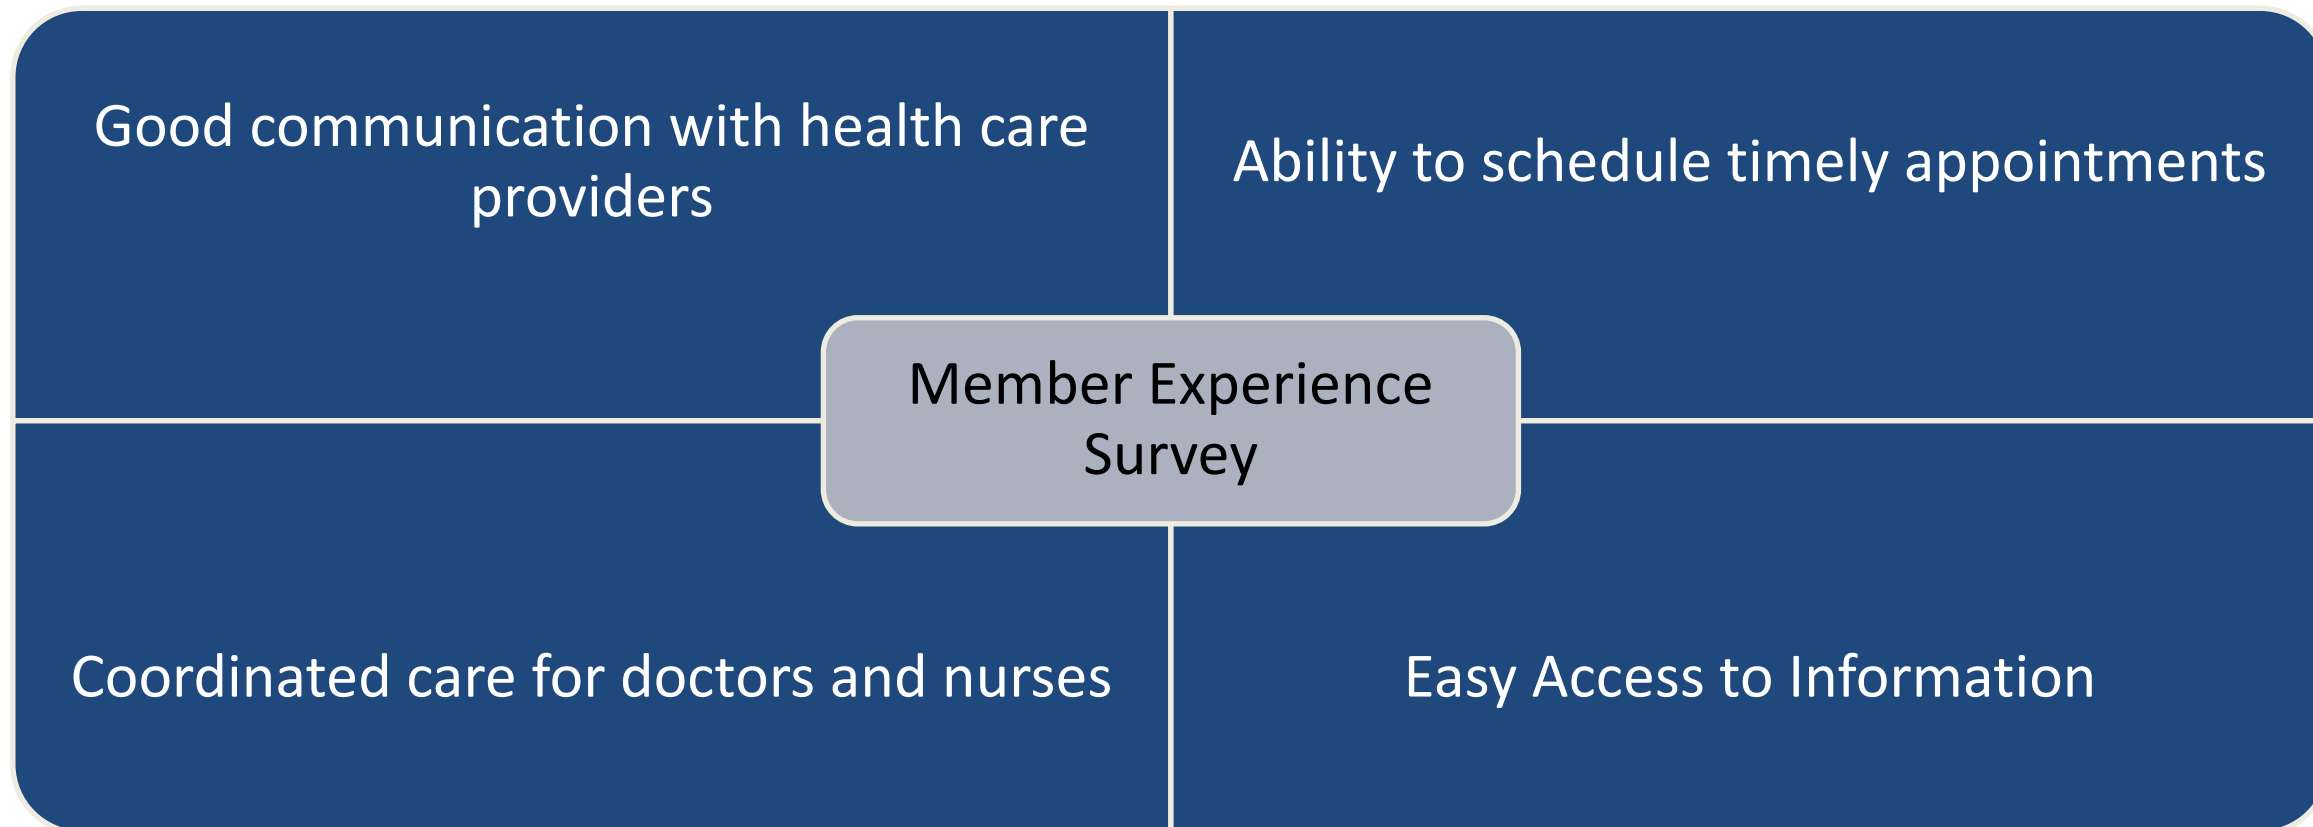 Good communication with health care
providers
Ability to schedule timely appointments
Member Experience
Survey
Coordinated care for doctors and nurses
Easy Access to Information